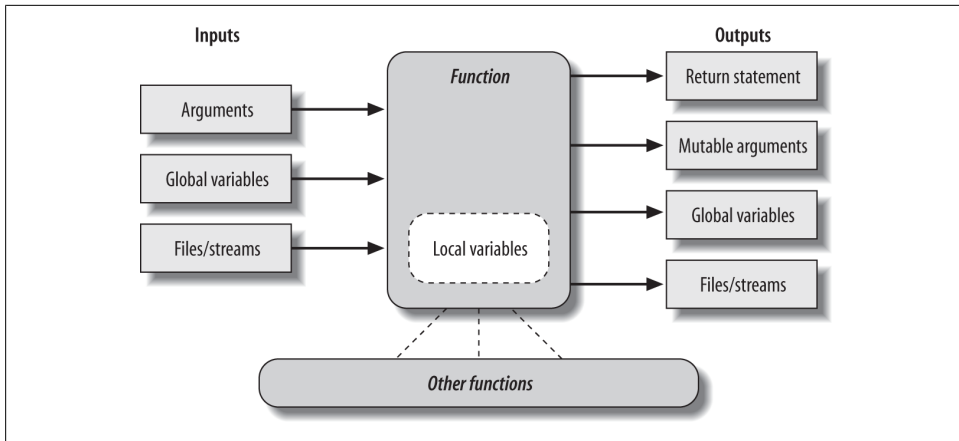 Inputs
Outputs
Function
Arguments
Global variables
Files/streams
Local variables
Return statement
Mutable arguments
Global variables
Files/streams
Other functions